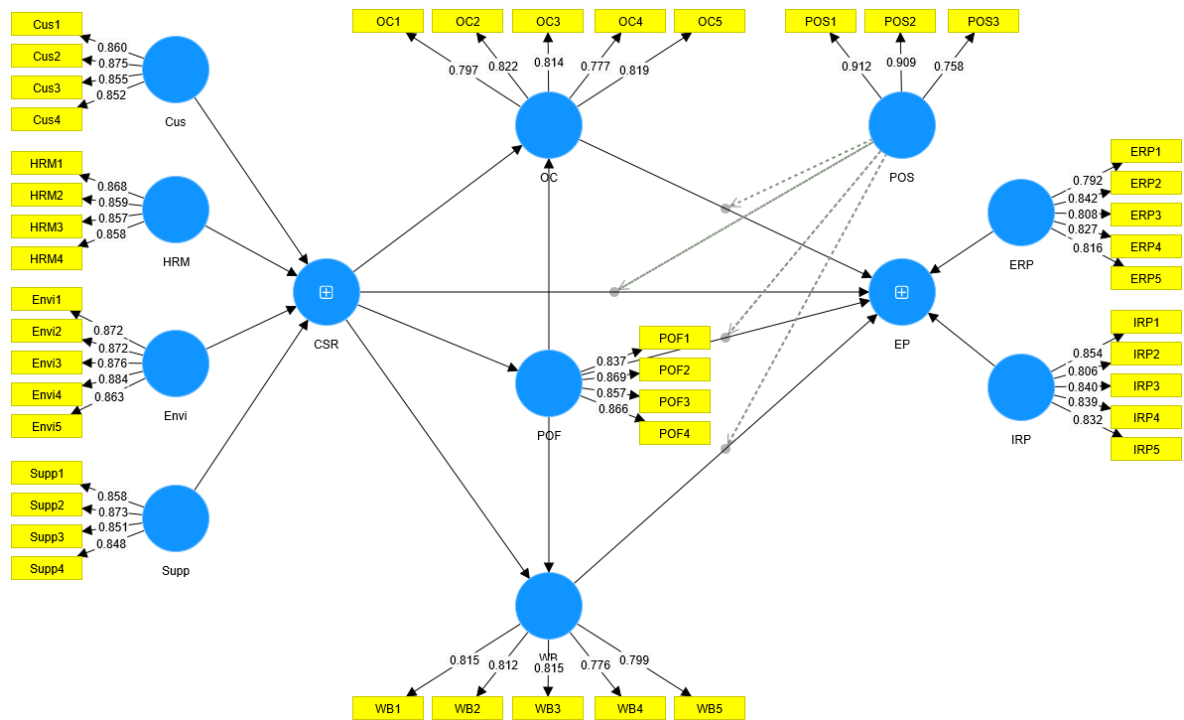 Cus1
Cus2
Cus3
Cus4
0.860
0.875
0.855
0.852
Cus
HRM1
HRM2
HRM3
HRM4
0.868
0.859
0.857
0.858
HRM
Envi1
Envi2
Envi3
Envi4
Envi5
0.872
0.872
0.876
0.884
0.863
Envi
Supp1
Supp2
Supp3
Supp4
0.858
0.873
0.851
0.848
Supp
CSR
OC1
OC2
OC3
OC4
OC5
0.797
0.822
0.814
0.777
0.819
OC
POF
0.837
0.869
0.857
0.866
POF1
POF2
POF3
POF4
WB
0.815
0.812
0.815
0.776
0.799
WB1
WB2
WB3
WB4
WB5
POS1
POS2
POS3
0.912
0.909
0.758
POS
EP
ERP
0.792
0.842
0.808
0.827
0.816
ERP1
ERP2
ERP3
ERP4
ERP5
IRP
0.854
0.806
0.840
0.839
0.832
IRP1
IRP2
IRP3
IRP4
IRP5